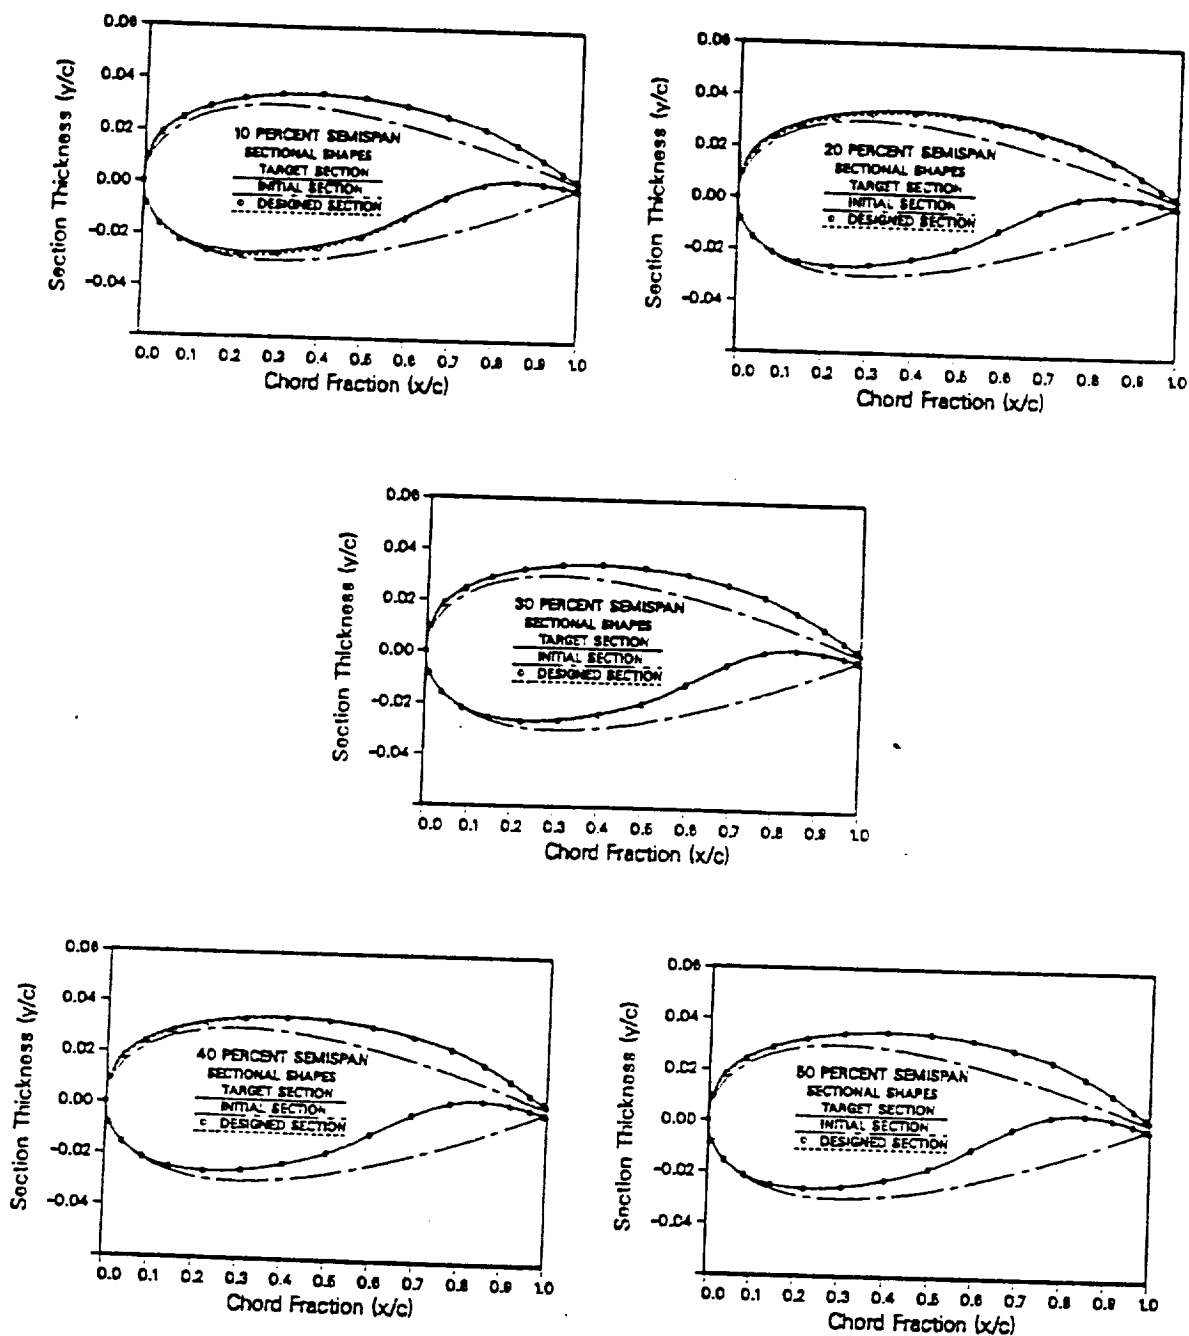 0.06
0.04
0.02
0.00
-0.02
-0.04
Section Thickness (y/c)
10 PERCENT SEMISPAN
SECTIONAL SHAPES
TARGET SECTION
INITIAL SECTION
DESIGNED SECTION
0.0 0.1 0.2 0.3 0.4 0.5 0.6 0.7 0.8 0.9 1.0
Chord Fraction (x/c)
0.06
0.04
0.02
0.00
-0.02
-0.04
Section Thickness (y/c)
20 PERCENT SEMISPAN
SECTIONAL SHAPES
TARGET SECTION
INITIAL SECTION
DESIGNED SECTION
0.0 0.1 0.2 0.3 0.4 0.5 0.6 0.7 0.8 0.9 1.0
Chord Fraction (x/c)
0.06
0.04
0.02
0.00
-0.02
-0.04
Section Thickness (y/c)
30 PERCENT SEMISPAN
SECTIONAL SHAPES
TARGET SECTION
INITIAL SECTION
DESIGNED SECTION
0.0 0.1 0.2 0.3 0.4 0.5 0.6 0.7 0.8 0.9 1.0
Chord Fraction (x/c)
0.06
0.04
0.02
0.00
-0.02
-0.04
Section Thickness (y/c)
40 PERCENT SEMISPAN
SECTIONAL SHAPES
TARGET SECTION
INITIAL SECTION
DESIGNED SECTION
0.0 0.1 0.2 0.3 0.4 0.5 0.6 0.7 0.8 0.9 1.0
Chord Fraction (x/c)
0.06
0.04
0.02
0.00
-0.02
-0.04
Section Thickness (y/c)
50 PERCENT SEMISPAN
SECTIONAL SHAPES
TARGET SECTION
INITIAL SECTION
DESIGNED SECTION
0.0 0.1 0.2 0.3 0.4 0.5 0.6 0.7 0.8 0.9 1.0
Chord Fraction (x/c)